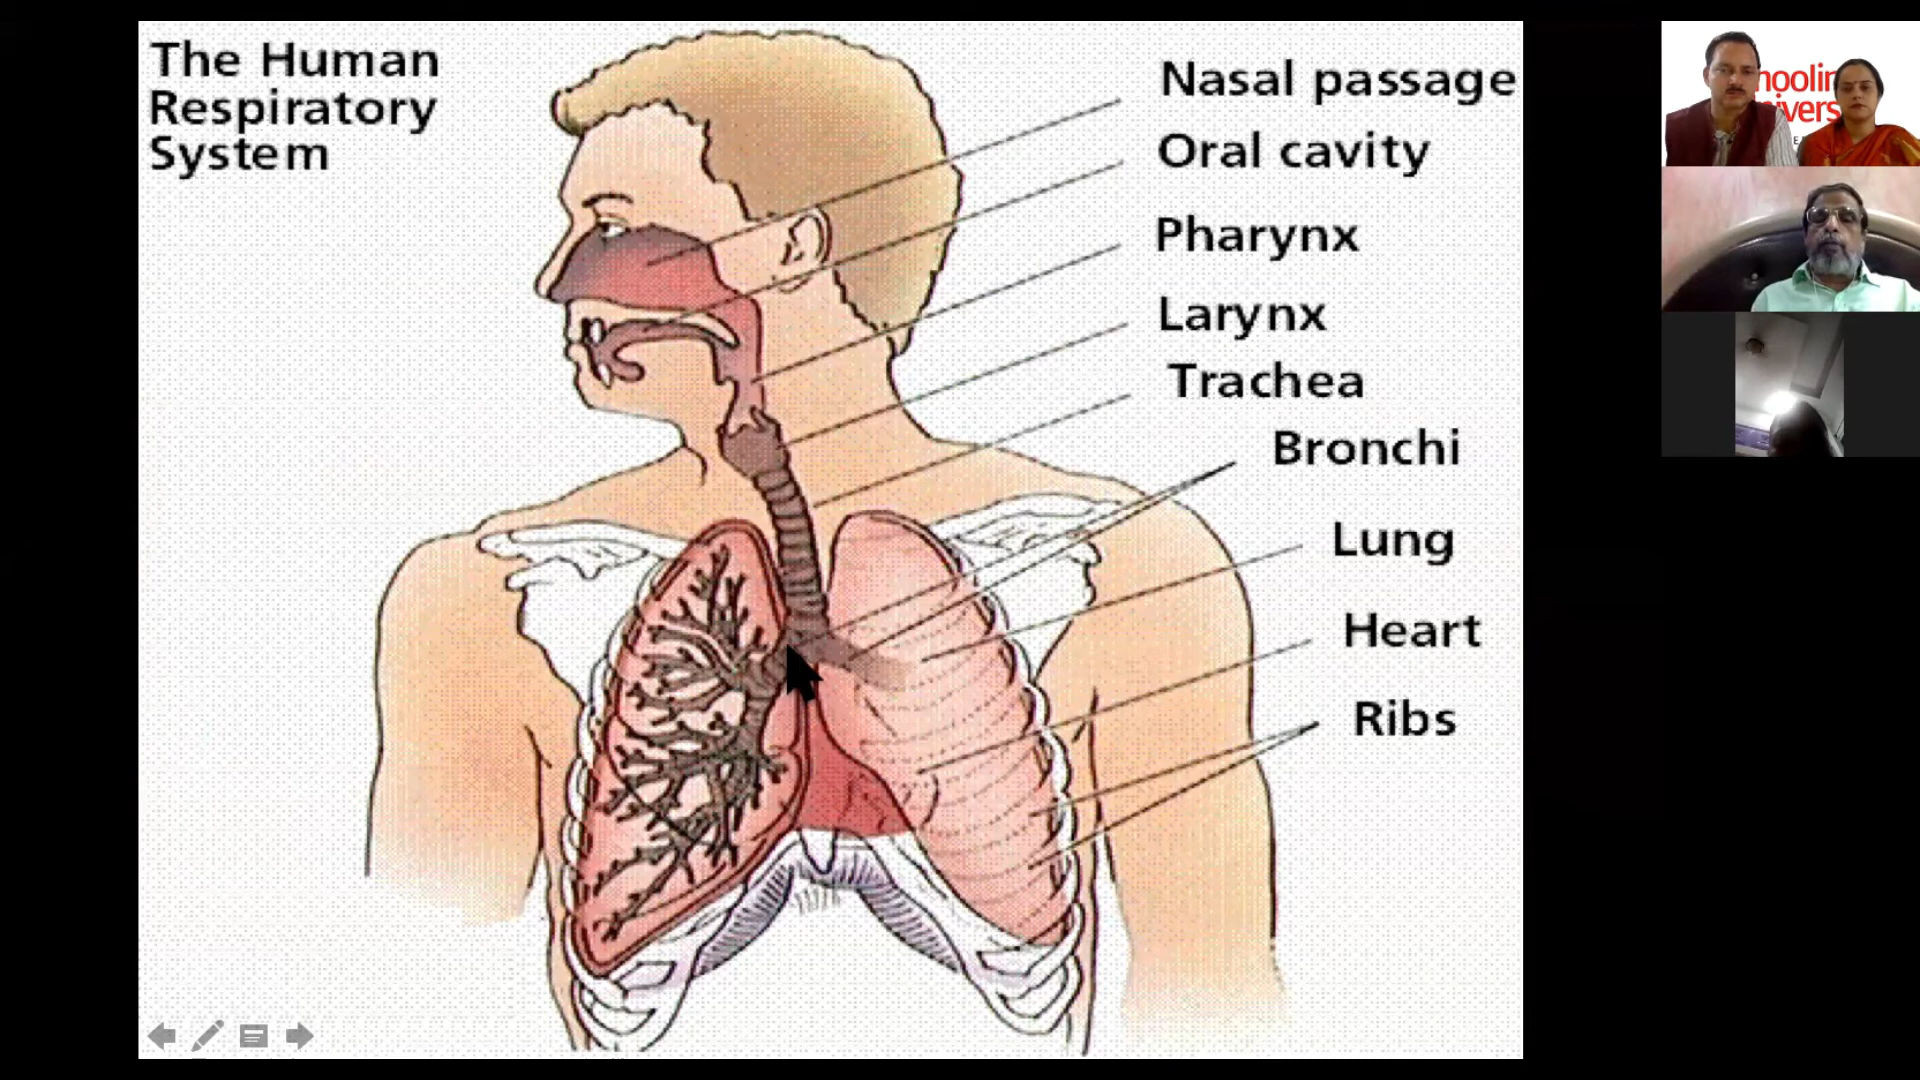 The Human
Respiratory
System
Nasal passage
Oral cavity
Pharynx
Larynx
Trachea
Bronchi
Lung
Heart
Ribs